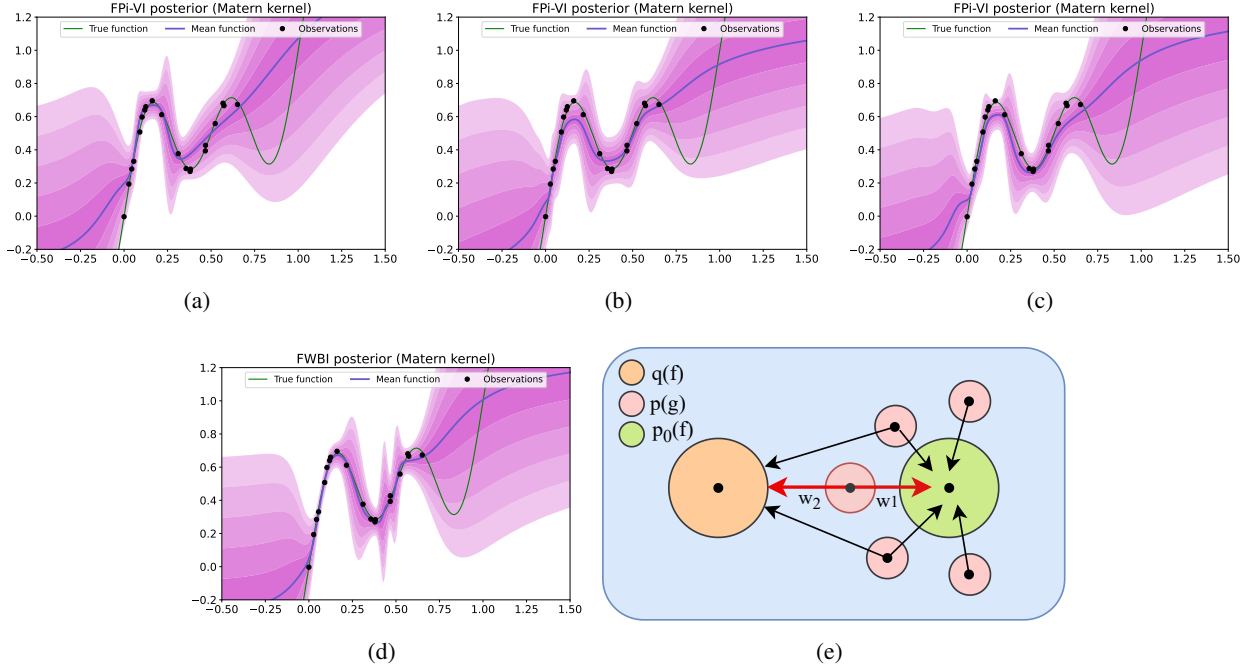 FPi-VI posterior (Matern kernel)
True function Mean function Observations
1.2
1.0
0.8
0.6
0.4
0.2
0.0
−0.2
−0.50 −0.25 0.00 0.25 0.50 0.75 1.00 1.25 1.50
(a)
FPi-VI posterior (Matern kernel)
True function Mean function Observations
1.2
1.0
0.8
0.6
0.4
0.2
0.0
−0.2
−0.50 −0.25 0.00 0.25 0.50 0.75 1.00 1.25 1.50
(b)
FPi-VI posterior (Matern kernel)
True function Mean function Observations
1.2
1.0
0.8
0.6
0.4
0.2
0.0
−0.2
−0.50 −0.25 0.00 0.25 0.50 0.75 1.00 1.25 1.50
(c)
FWBI posterior (Matern kernel)
True function Mean function Observations
1.2
1.0
0.8
0.6
0.4
0.2
0.0
−0.2
−0.50 −0.25 0.00 0.25 0.50 0.75 1.00 1.25 1.50
(d)
q(f)
p(g)
p₀(f)
w₂ w1
(e)